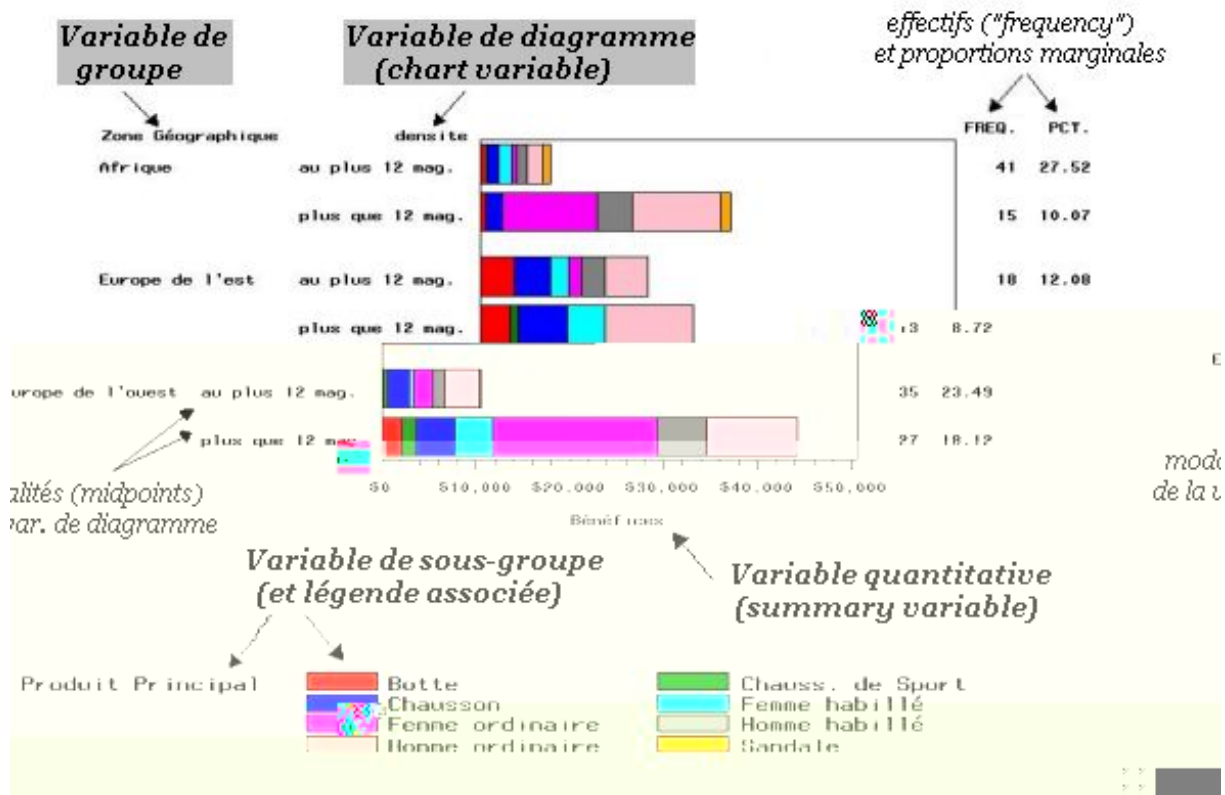 Variable de
groupe
Variable de diagramme
(chart variable)
effectifs ("frequency")
et proportions marginales
Zone Géographique densite FREQ. PCT.
Afrique au plus 12 mag. 41 27.52
plus que 12 mag. 15 10.07
Europe de l'est au plus 12 mag. 18 12.08
plus que 12 mag. 8.72
urope de l'ouest au plus 12 mag. 35 23.49
plus que 12 27 18.12
$0 $10,000 $20,000 $30,000 $40,000 $50,000
alités (midpoints)
var. de diagramme
moda
de la v
Bénéfices
Variable de sous-groupe
(et légende associée)
Variable quantitative
(summary variable)
Produit Principal Botte Chauss. de Sport
Chausson Femme habillé
Femme ordinaire Homme habillé
Homme ordinaire Sandale